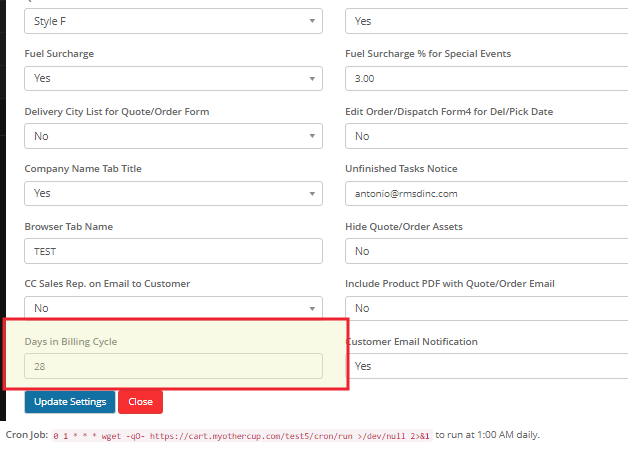 Style F
Yes
Fuel Surcharge
Fuel Surcharge % for Special Events
Yes
3.00
Delivery City List for Quote/Order Form
Edit Order/Dispatch Form4 for Del/Pick Date
No
No
Company Name Tab Title
Unfinished Tasks Notice
Yes
antonio@rmsdinc.com
Browser Tab Name
Hide Quote/Order Assets
TEST
No
CC Sales Rep. on Email to Customer
Include Product PDF with Quote/Order Email
No
No
Days in Billing Cycle
Customer Email Notification
28
Yes
Update Settings
Close
Cron Job: 0 1 * * * wget -qO- https://cart.myothercup.com/test5/cron/run >/dev/null 2>&1 to run at 1:00 AM daily.